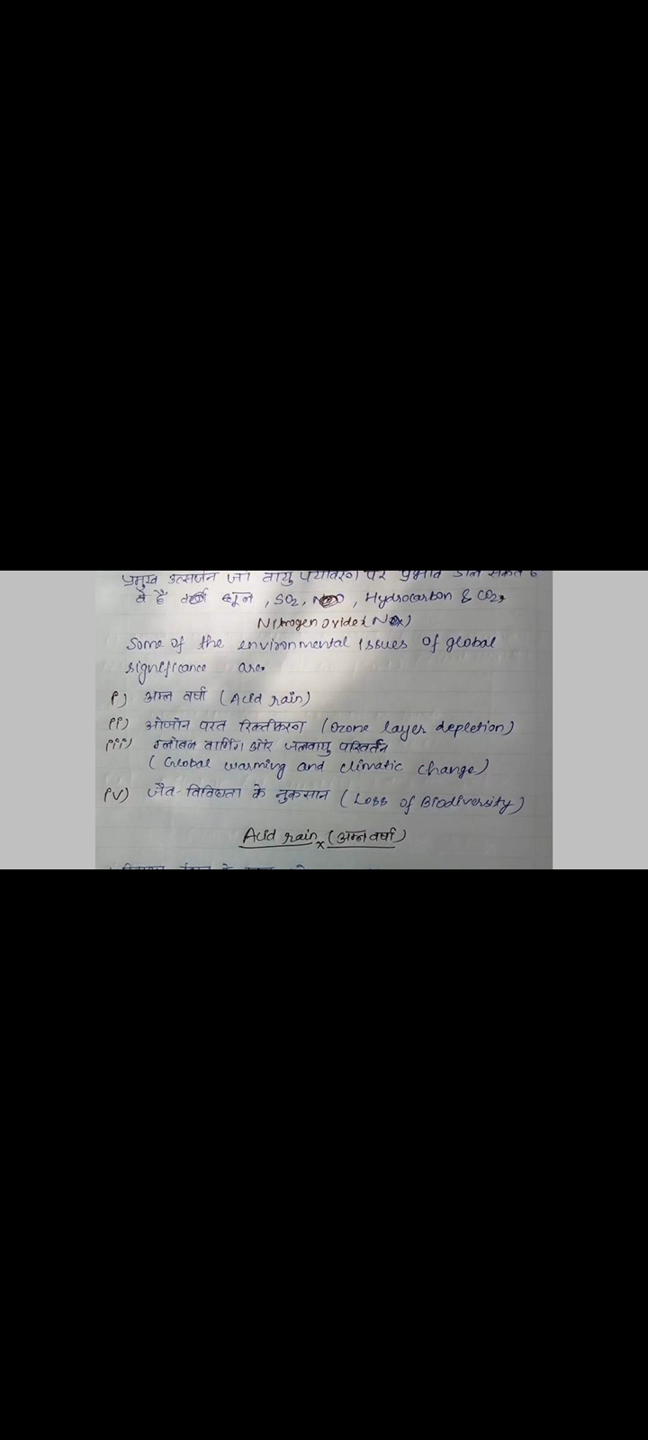 प्रमुख उत्सर्जन जो वायु पर्यावरण पर प्रभाव डाल सकते
वे हैं धूल, SO2, Hydrocarbon & CO2,
Nitrogen oxides (NOx)
Some of the environmental issues of global
significance are.
i) अम्ल वर्षा (Acid rain)
ii) ओजोन परत रिक्तीकरण (Ozone layer depletion)
iii) ग्लोबल वार्मिंग और जलवायु परिवर्तन
(Global warming and climatic change)
iv) जैव-विविधता के नुकसान (Loss of Biodiversity)
Acid rain x (अम्ल वर्षा)